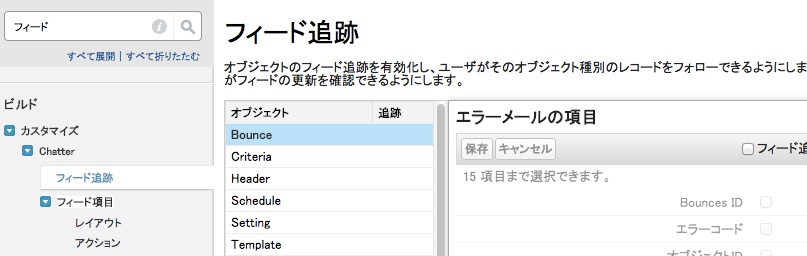 フィード
すべて展開 | すべて折りたたむ
ビルド
カスタマイズ
Chatter
フィード追跡
フィード項目
レイアウト
アクション
フィード追跡
オブジェクトのフィード追跡を有効化し、ユーザがそのオブジェクト種別のレコードをフォローできるようにしま
がフィードの更新を確認できるようにします。
オブジェクト 追跡
Bounce
Criteria
Header
Schedule
Setting
Template
エラーメールの項目
保存 キャンセル フィード追
15 項目まで選択できます。
Bounces ID
エラーコード
オブジェクトID